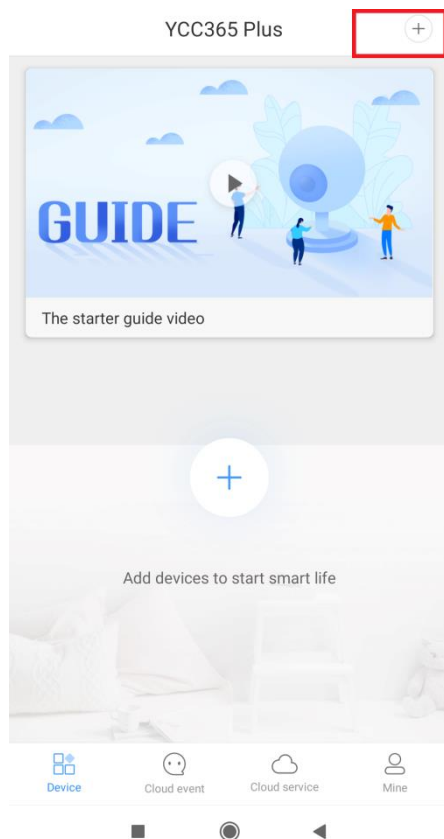 YCC365 Plus
GUIDE
The starter guide video
Add devices to start smart life
Device
Cloud event
Cloud service
Mine